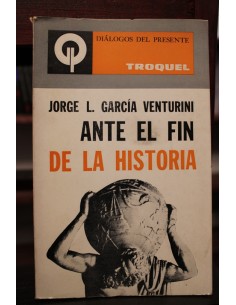 DIÁLOGOS DEL PRESENTE
TROQUEL
JORGE L. GARCÍA VENTURINI
ANTE EL FIN
DE LA HISTORIA